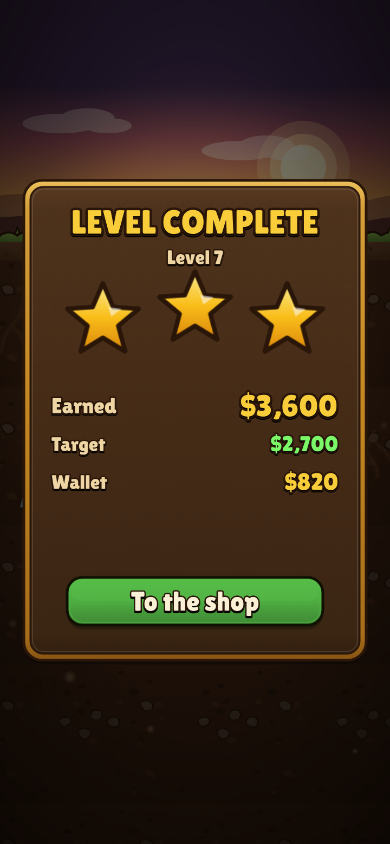 LEVEL COMPLETE
Level 7
Earned $3,600
Target $2,700
Wallet $820
To the shop